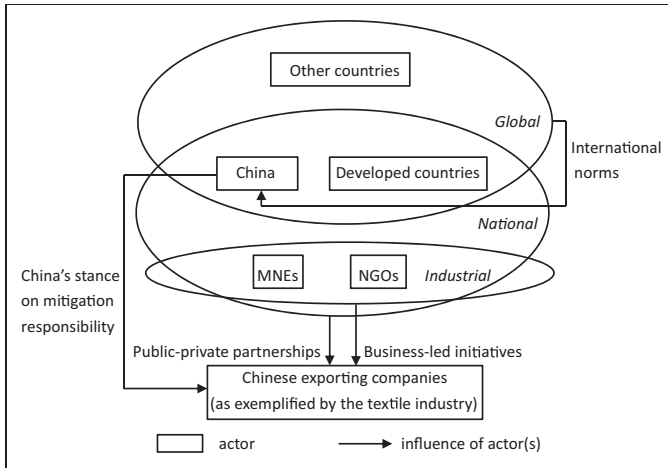 Other countries
Global
International
norms
China
Developed countries
National
China's stance
on mitigation
responsibility
MNEs
NGOs
Industrial
Public-private partnerships
Business-led initiatives
Chinese exporting companies
(as exemplified by the textile industry)
actor
influence of actor(s)